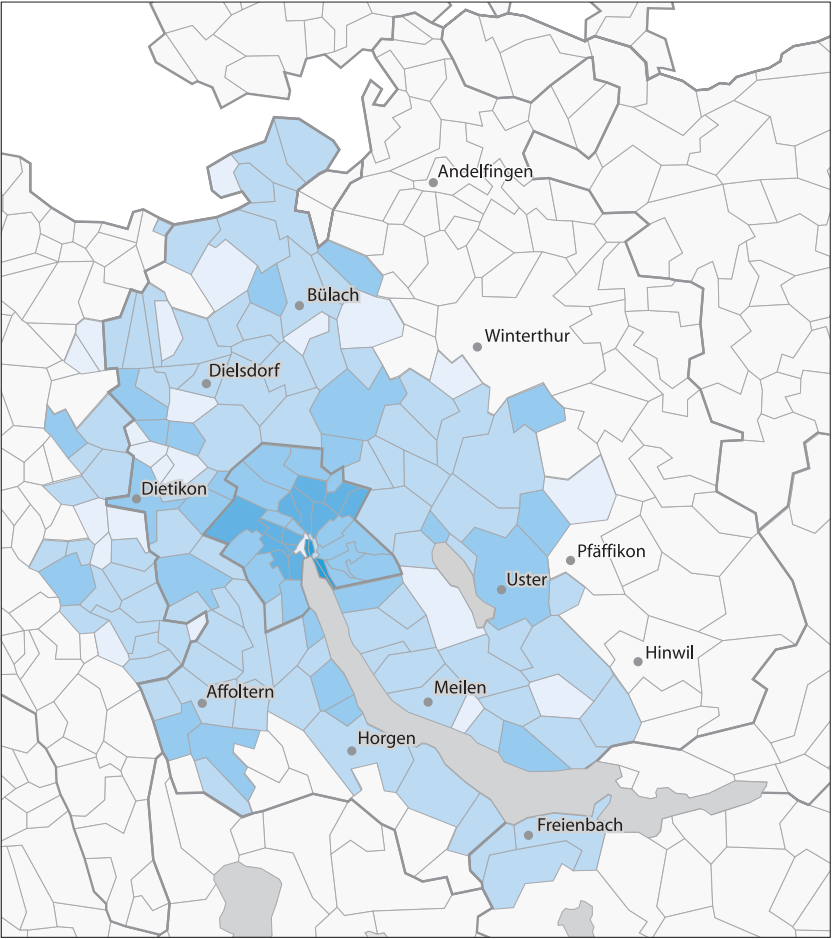 Andelfingen
Bülach
Winterthur
Dielsdorf
Dietikon
Pfäffikon
Uster
Hinwil
Affoltern
Meilen
Horgen
Freienbach